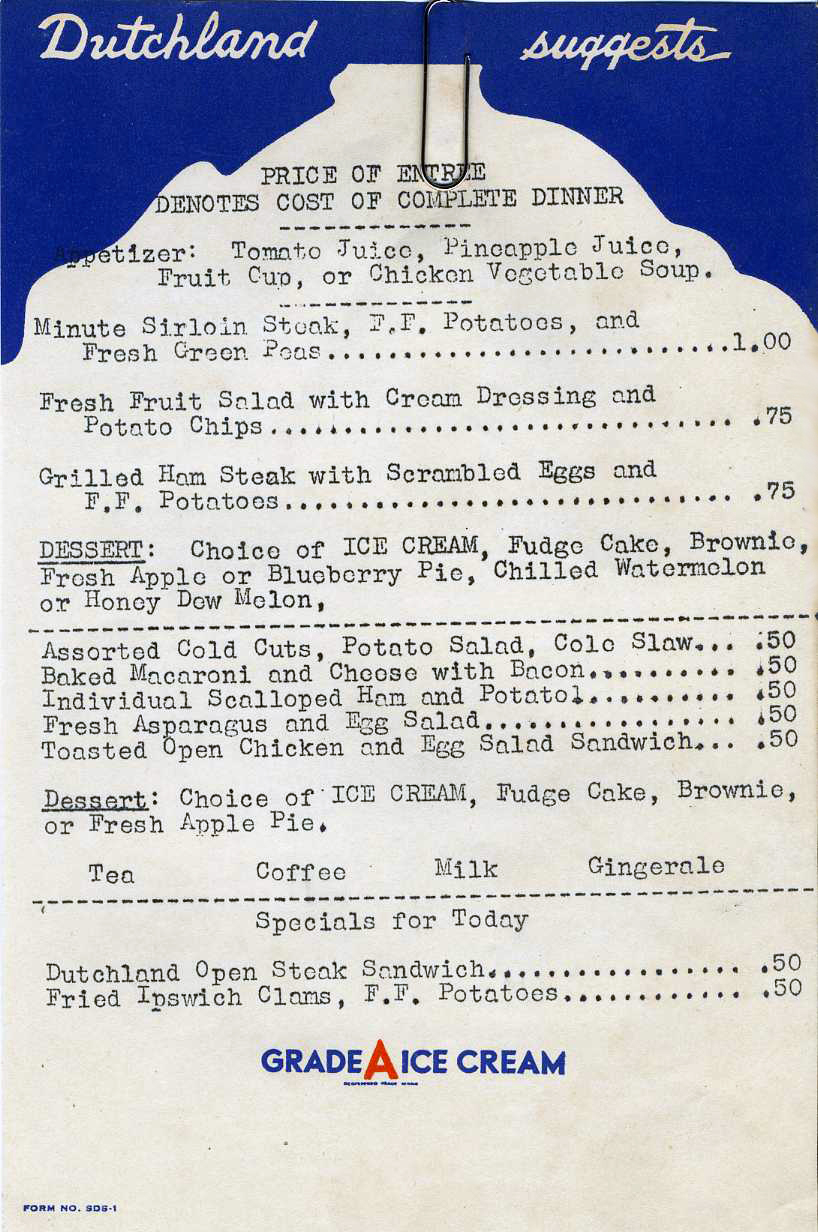 Dutchland suggests
PRICE OF ENTREE
DENOTES COST OF COMPLETE DINNER
------------
Appetizer: Tomato Juice, Pineapple Juice,
Fruit Cup, or Chicken Vegetable Soup.
------------
Minute Sirloin Steak, F.F. Potatoes, and
Fresh Green Peas............................1.00
Fresh Fruit Salad with Cream Dressing and
Potato Chips................................ .75
Grilled Ham Steak with Scrambled Eggs and
F.F. Potatoes............................... .75
DESSERT: Choice of ICE CREAM, Fudge Cake, Brownie,
Fresh Apple or Blueberry Pie, Chilled Watermelon
or Honey Dew Melon,
Assorted Cold Cuts, Potato Salad, Cole Slaw... .50
Baked Macaroni and Cheese with Bacon.......... .50
Individual Scalloped Ham and Potato........... .50
Fresh Asparagus and Egg Salad................. .50
Toasted Open Chicken and Egg Salad Sandwich... .50
Dessert: Choice of ICE CREAM, Fudge Cake, Brownie,
or Fresh Apple Pie.
Tea Coffee Milk Gingerale
Specials for Today
Dutchland Open Steak Sandwich.................. .50
Fried Ipswich Clams, F.F. Potatoes............. .50
GRADE A ICE CREAM
REGISTERED TRADE MARK
FORM NO. SDS-1